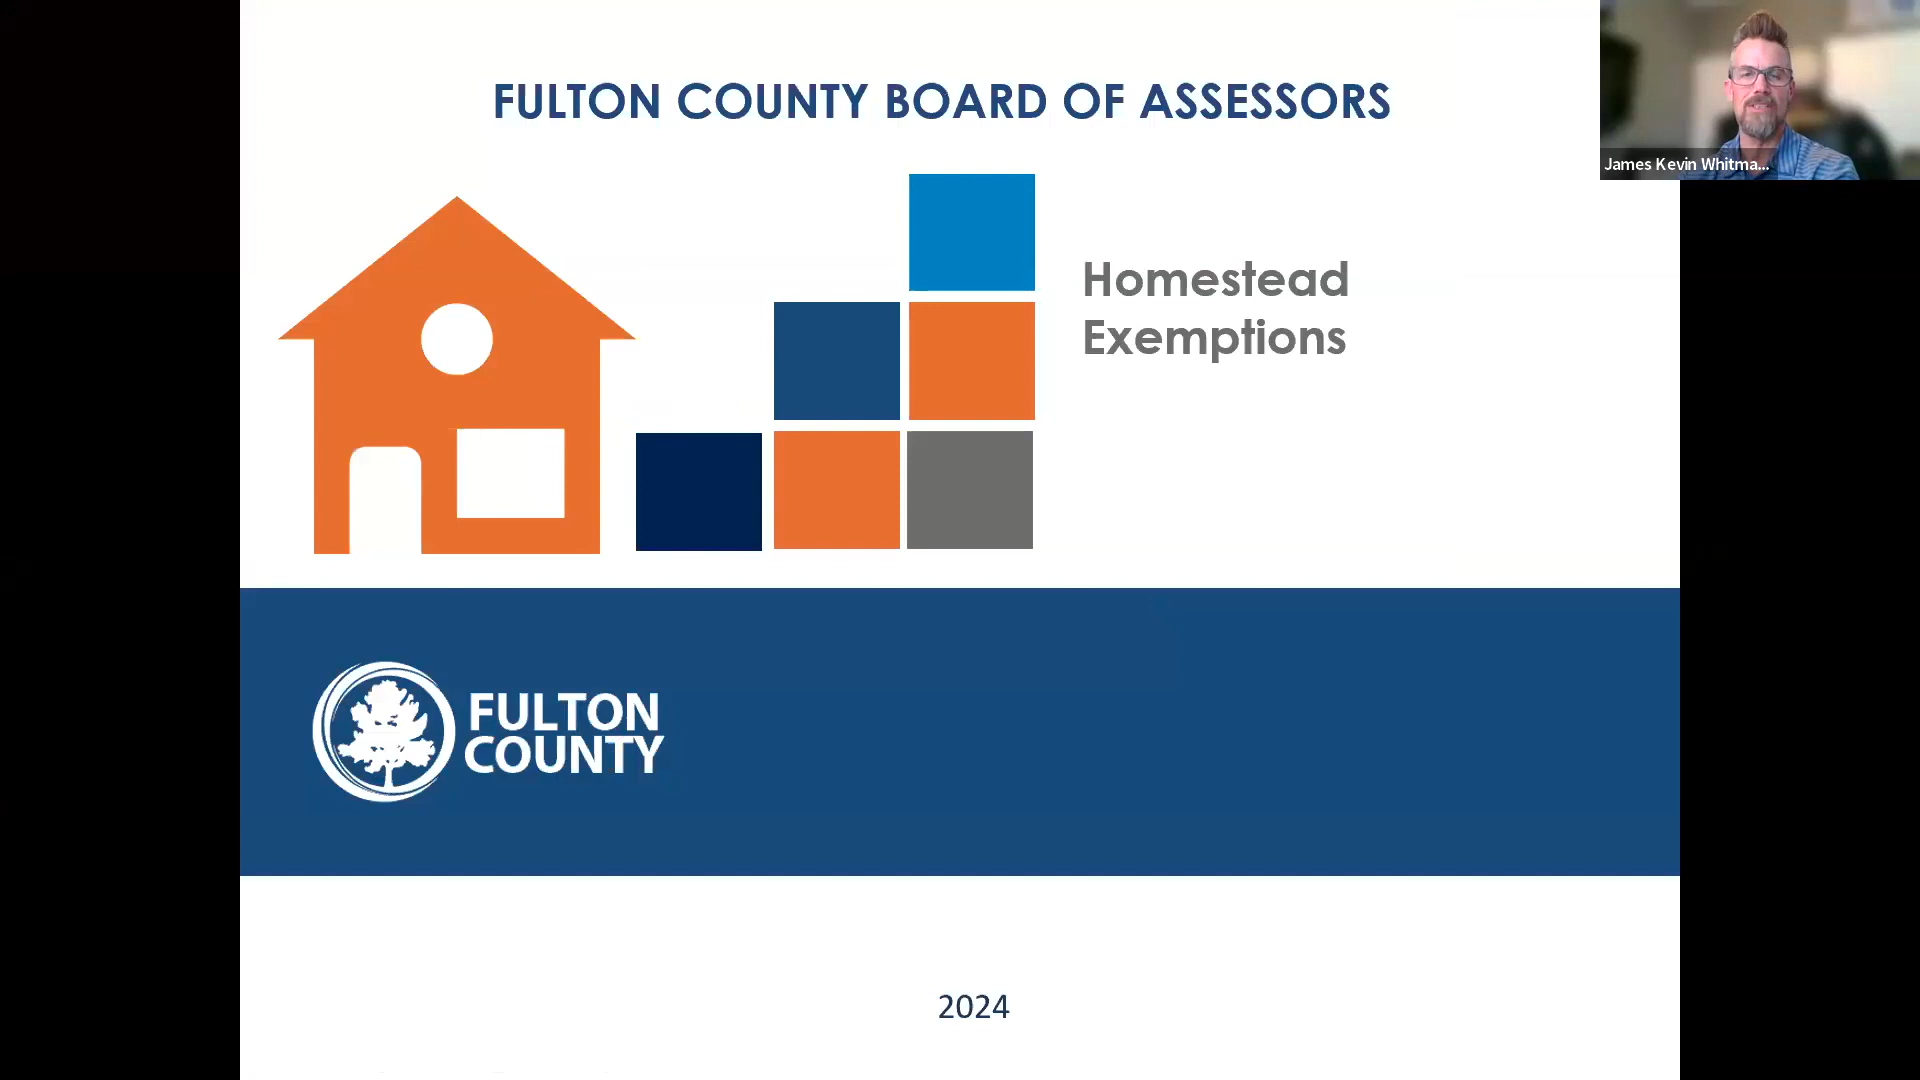 FULTON COUNTY BOARD OF ASSESSORS
James Kevin Whitma...
Homestead
Exemptions
FULTON
COUNTY
2024